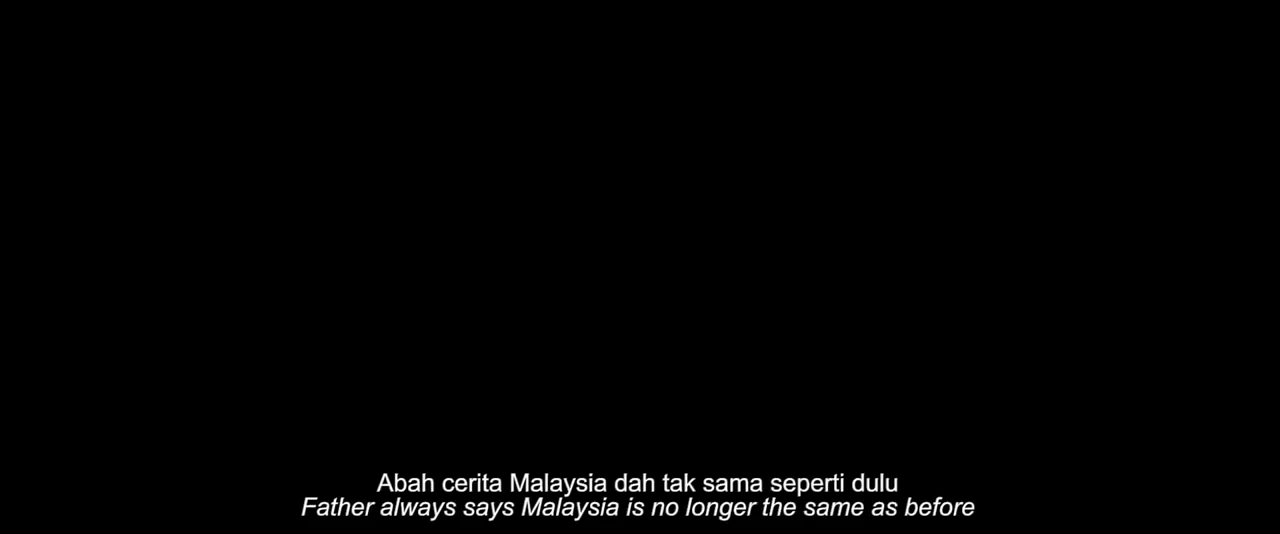 Abah cerita Malaysia dah tak sama seperti dulu
Father always says Malaysia is no longer the same as before